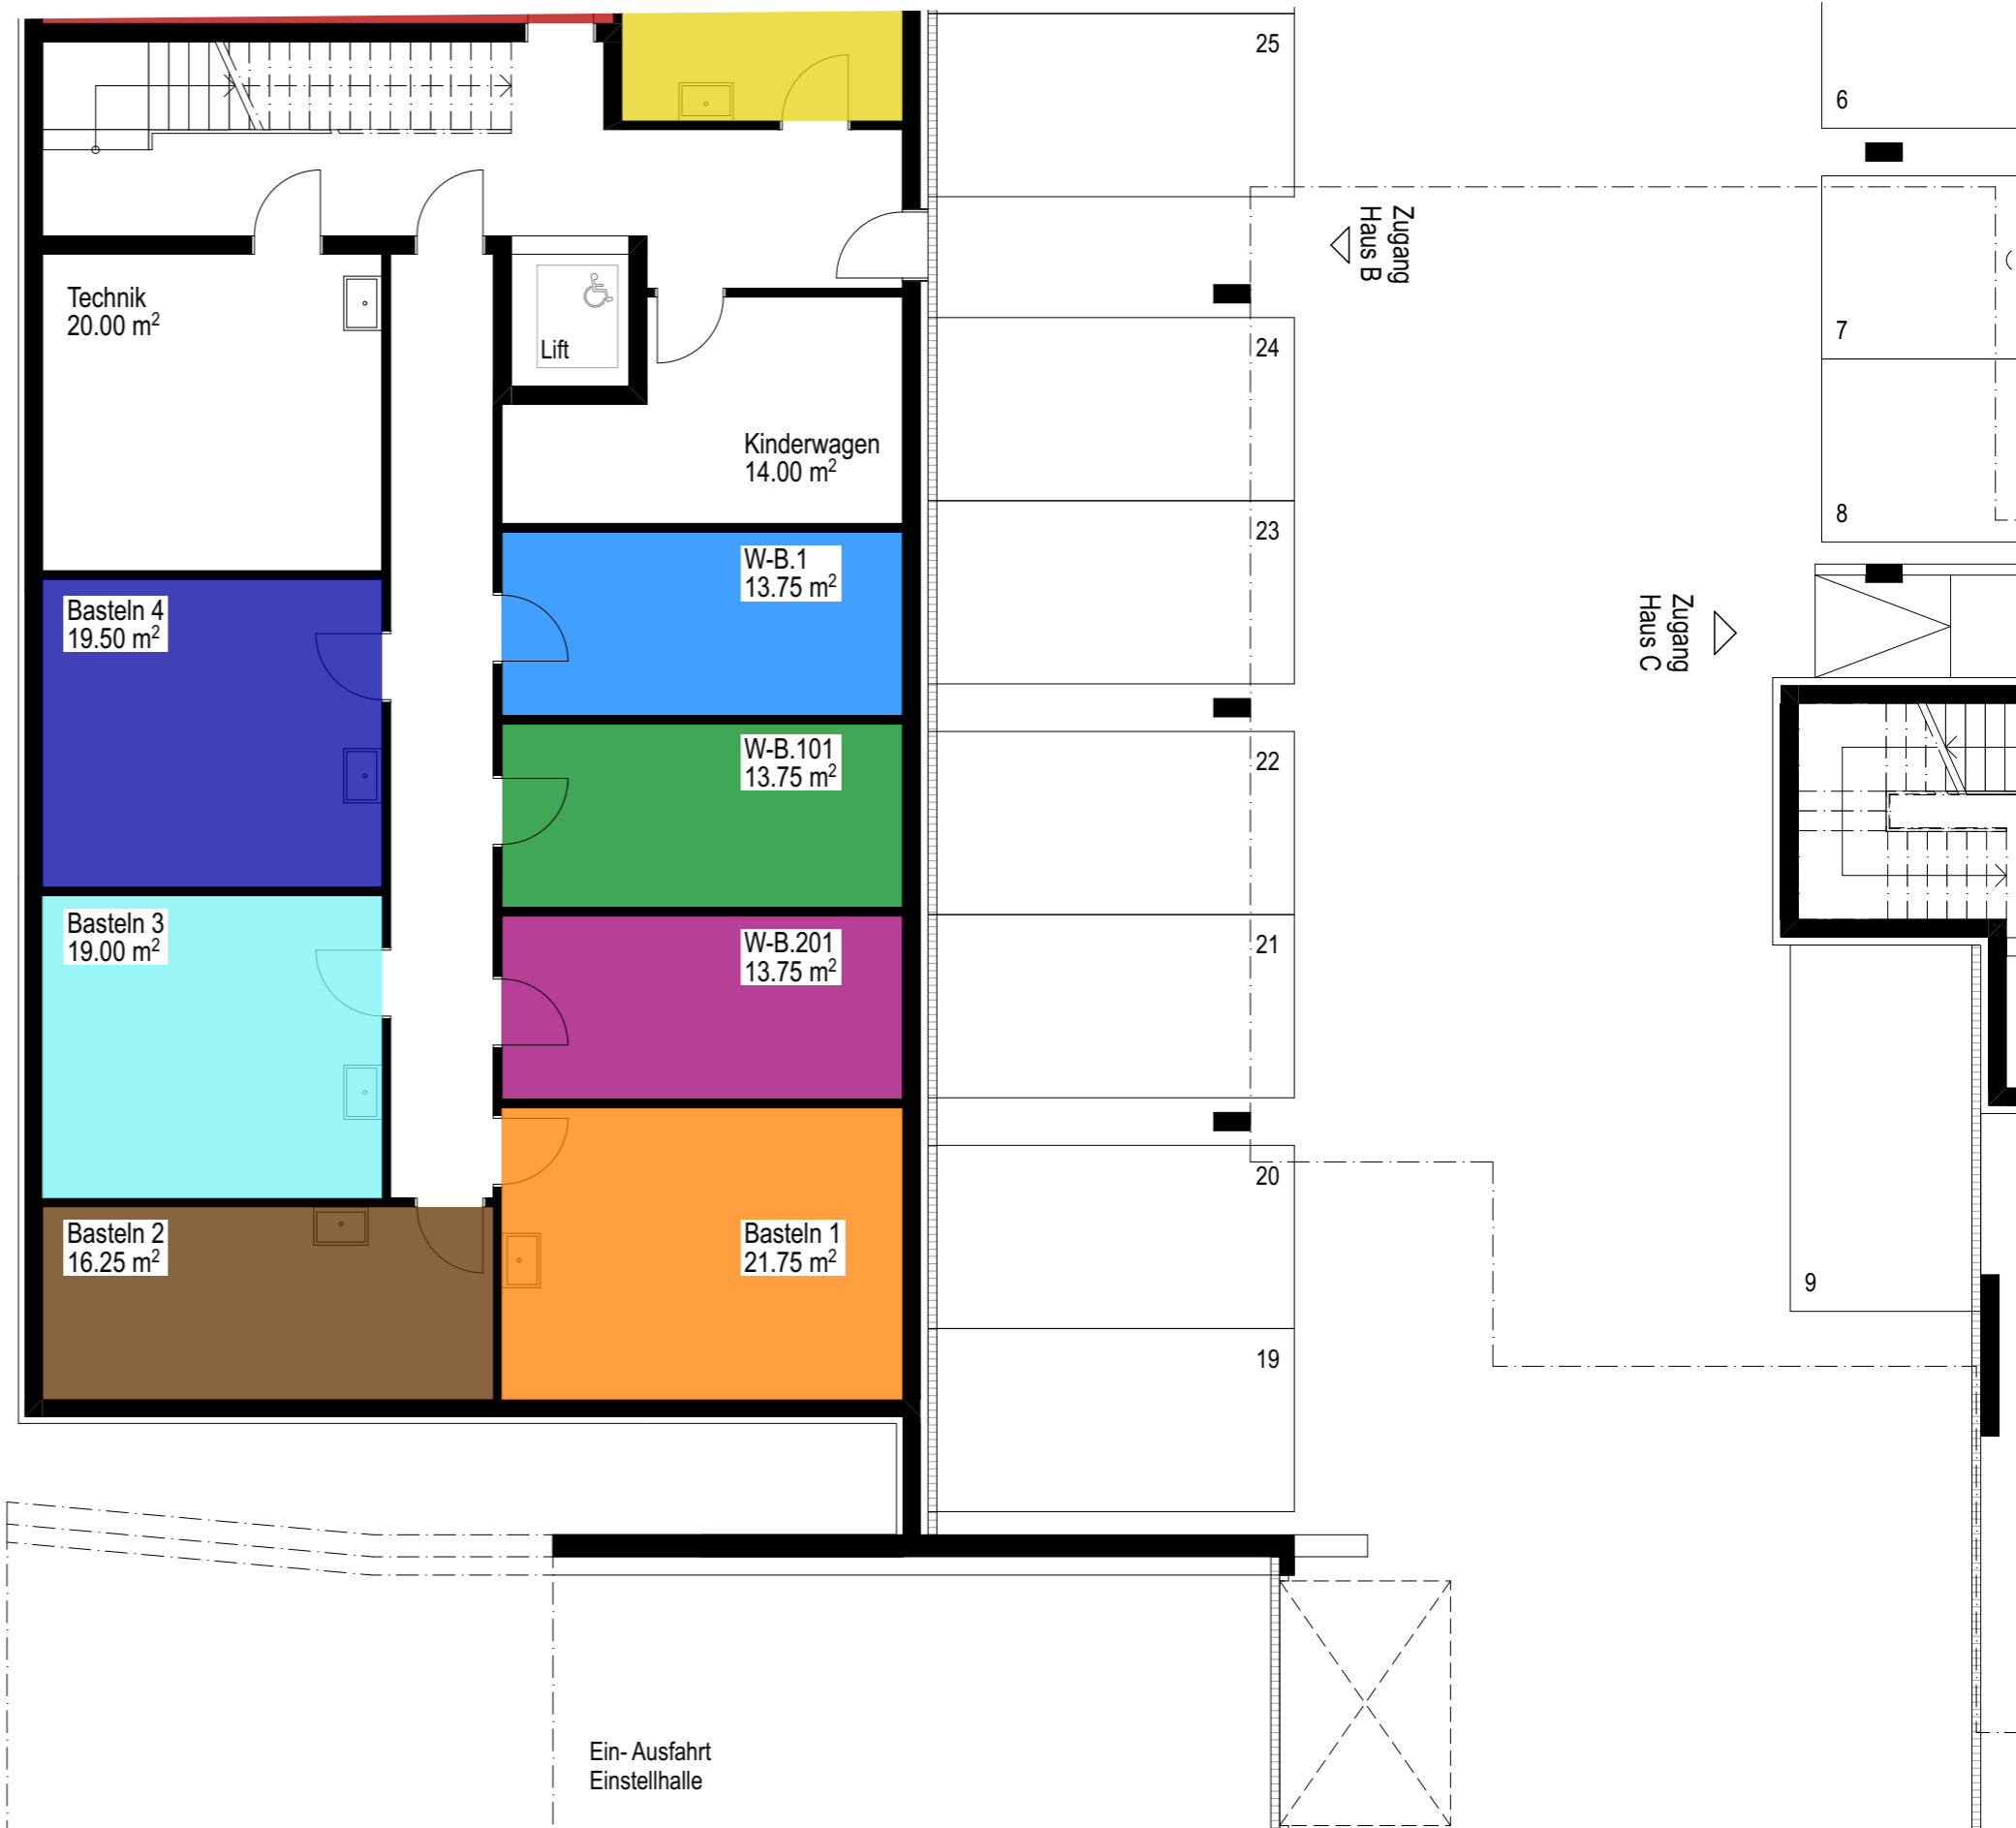 25
6
Zugang
Haus B
Technik
20.00 m²
7
Lift
24
Kinderwagen
14.00 m²
8
23
W-B.1
13.75 m²
Basteln 4
19.50 m²
Zugang
Haus C
W-B.101
13.75 m²
22
Basteln 3
19.00 m²
W-B.201
13.75 m²
21
20
Basteln 2
16.25 m²
Basteln 1
21.75 m²
9
19
Ein- Ausfahrt
Einstellhalle